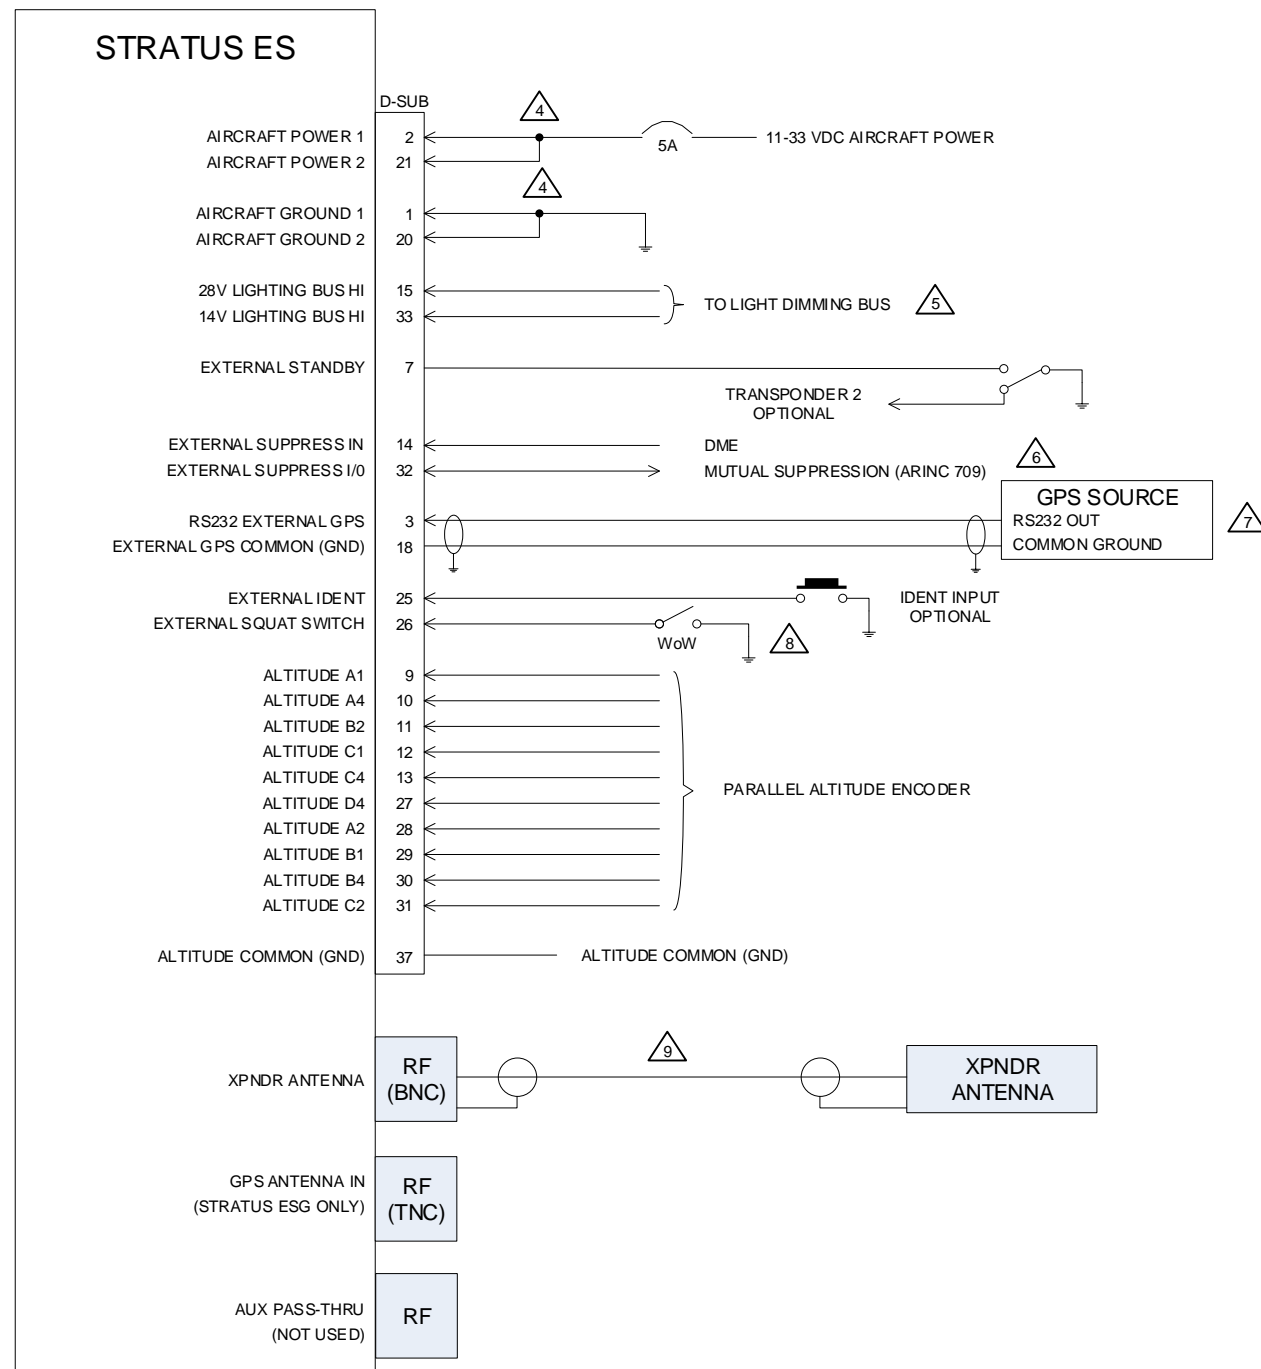 STRATUS ES
D-SUB
4
AIRCRAFT POWER 1 2 5A 11-33 VDC AIRCRAFT POWER
AIRCRAFT POWER 2 21
4
AIRCRAFT GROUND 1 1
AIRCRAFT GROUND 2 20
28V LIGHTING BUS HI 15
TO LIGHT DIMMING BUS 5
14V LIGHTING BUS HI 33
EXTERNAL STANDBY 7
TRANSPONDER 2
OPTIONAL
EXTERNAL SUPPRESS IN 14 DME
EXTERNAL SUPPRESS I/0 32 MUTUAL SUPPRESSION (ARINC 709) 6
GPS SOURCE
RS232 EXTERNAL GPS 3 RS232 OUT 7
EXTERNAL GPS COMMON (GND) 18 COMMON GROUND
EXTERNAL IDENT 25 IDENT INPUT
OPTIONAL
EXTERNAL SQUAT SWITCH 26 WoW 8
ALTITUDE A1 9
ALTITUDE A4 10
ALTITUDE B2 11
ALTITUDE C1 12
ALTITUDE C4 13
PARALLEL ALTITUDE ENCODER
ALTITUDE D4 27
ALTITUDE A2 28
ALTITUDE B1 29
ALTITUDE B4 30
ALTITUDE C2 31
ALTITUDE COMMON (GND) 37 ALTITUDE COMMON (GND)
9
XPNDR ANTENNA
RF
(BNC)
XPNDR
ANTENNA
GPS ANTENNA IN
(STRATUS ESG ONLY)
RF
(TNC)
AUX PASS-THRU
(NOT USED)
RF